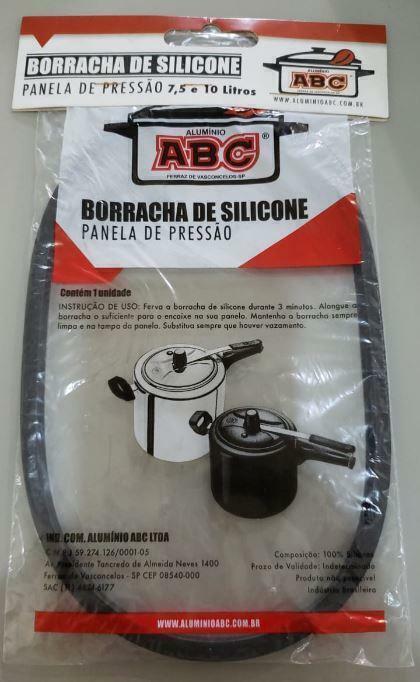 BORRACHA DE SILICONE
PANELA DE PRESSÃO 7,5 e 10 Litros
ALUMÍNIO
ABC
WWW.ALUMINIOABC.COM.BR
ALUMÍNIO
ABC®
FERRAZ DE VASCONCELOS-SP
BORRACHA DE SILICONE
PANELA DE PRESSÃO
Contém 1 unidade
INSTRUÇÃO DE USO: Ferva a borracha de silicone durante 3 minutos. Alongue a
borracha o suficiente para o encaixe na sua panela. Mantenha a borracha sempre
limpa e na tampa da panela. Substitua sempre que houver vazamento.
IND. COM. ALUMÍNIO ABC LTDA
59.274.126/0001-05
Av. Presidente Tancredo de Almeida Neves 1400
Ferraz de Vasconcelos - SP CEP 08540-000
SAC (11)
Composição: 100% Silicone
Prazo de Validade: Indeterminado
Produto não perecível
Indústria Brasileira
WWW.ALUMINIOABC.COM.BR